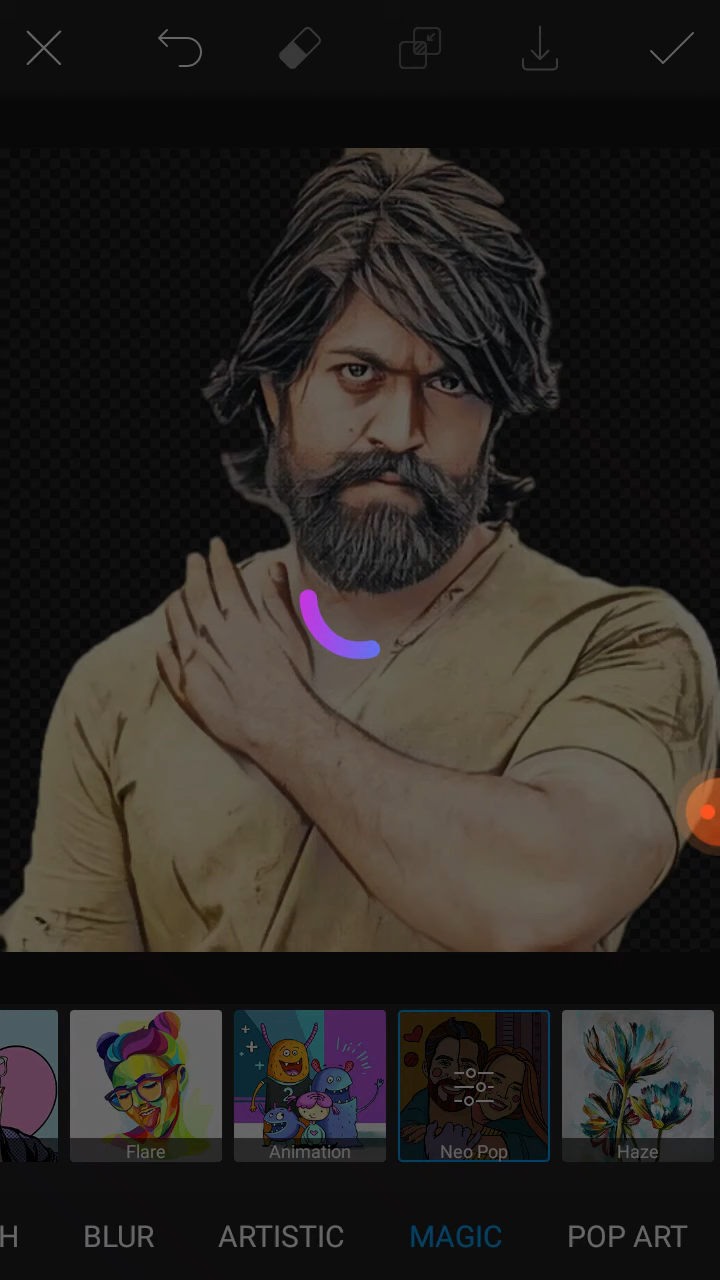 Flare
Animation
Neo Pop
Haze
H
BLUR
ARTISTIC
MAGIC
POP ART